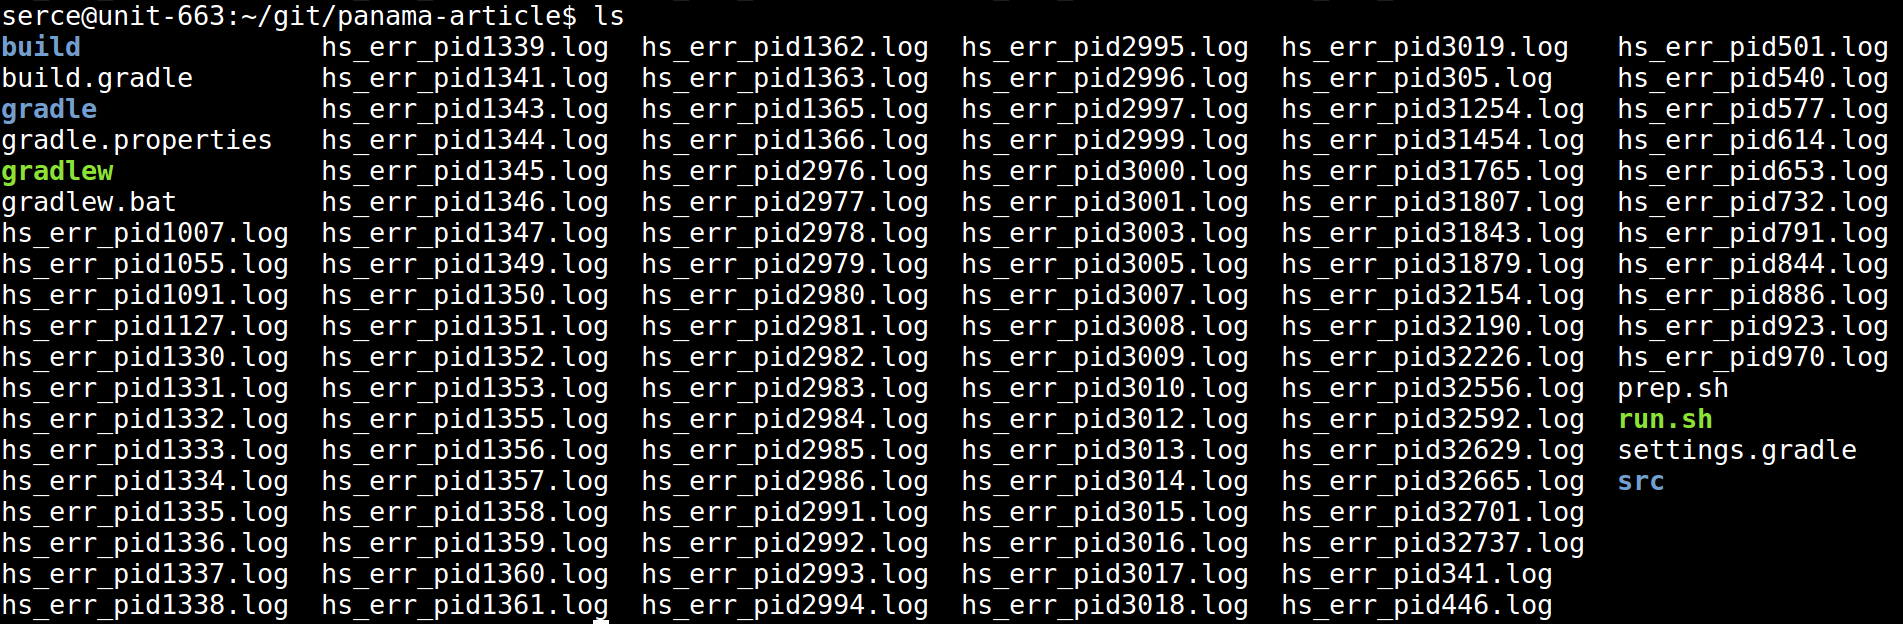 serce@unit-663:~/git/panama-article$ ls
build hs_err_pid1339.log hs_err_pid1362.log hs_err_pid2995.log hs_err_pid3019.log hs_err_pid501.log
build.gradle hs_err_pid1341.log hs_err_pid1363.log hs_err_pid2996.log hs_err_pid305.log hs_err_pid540.log
gradle hs_err_pid1343.log hs_err_pid1365.log hs_err_pid2997.log hs_err_pid31254.log hs_err_pid577.log
gradle.properties hs_err_pid1344.log hs_err_pid1366.log hs_err_pid2999.log hs_err_pid31454.log hs_err_pid614.log
gradlew hs_err_pid1345.log hs_err_pid2976.log hs_err_pid3000.log hs_err_pid31765.log hs_err_pid653.log
gradlew.bat hs_err_pid1346.log hs_err_pid2977.log hs_err_pid3001.log hs_err_pid31807.log hs_err_pid732.log
hs_err_pid1007.log hs_err_pid1347.log hs_err_pid2978.log hs_err_pid3003.log hs_err_pid31843.log hs_err_pid791.log
hs_err_pid1055.log hs_err_pid1349.log hs_err_pid2979.log hs_err_pid3005.log hs_err_pid31879.log hs_err_pid844.log
hs_err_pid1091.log hs_err_pid1350.log hs_err_pid2980.log hs_err_pid3007.log hs_err_pid32154.log hs_err_pid886.log
hs_err_pid1127.log hs_err_pid1351.log hs_err_pid2981.log hs_err_pid3008.log hs_err_pid32190.log hs_err_pid923.log
hs_err_pid1330.log hs_err_pid1352.log hs_err_pid2982.log hs_err_pid3009.log hs_err_pid32226.log hs_err_pid970.log
hs_err_pid1331.log hs_err_pid1353.log hs_err_pid2983.log hs_err_pid3010.log hs_err_pid32556.log prep.sh
hs_err_pid1332.log hs_err_pid1355.log hs_err_pid2984.log hs_err_pid3012.log hs_err_pid32592.log run.sh
hs_err_pid1333.log hs_err_pid1356.log hs_err_pid2985.log hs_err_pid3013.log hs_err_pid32629.log settings.gradle
hs_err_pid1334.log hs_err_pid1357.log hs_err_pid2986.log hs_err_pid3014.log hs_err_pid32665.log src
hs_err_pid1335.log hs_err_pid1358.log hs_err_pid2991.log hs_err_pid3015.log hs_err_pid32701.log
hs_err_pid1336.log hs_err_pid1359.log hs_err_pid2992.log hs_err_pid3016.log hs_err_pid32737.log
hs_err_pid1337.log hs_err_pid1360.log hs_err_pid2993.log hs_err_pid3017.log hs_err_pid341.log
hs_err_pid1338.log hs_err_pid1361.log hs_err_pid2994.log hs_err_pid3018.log hs_err_pid446.log